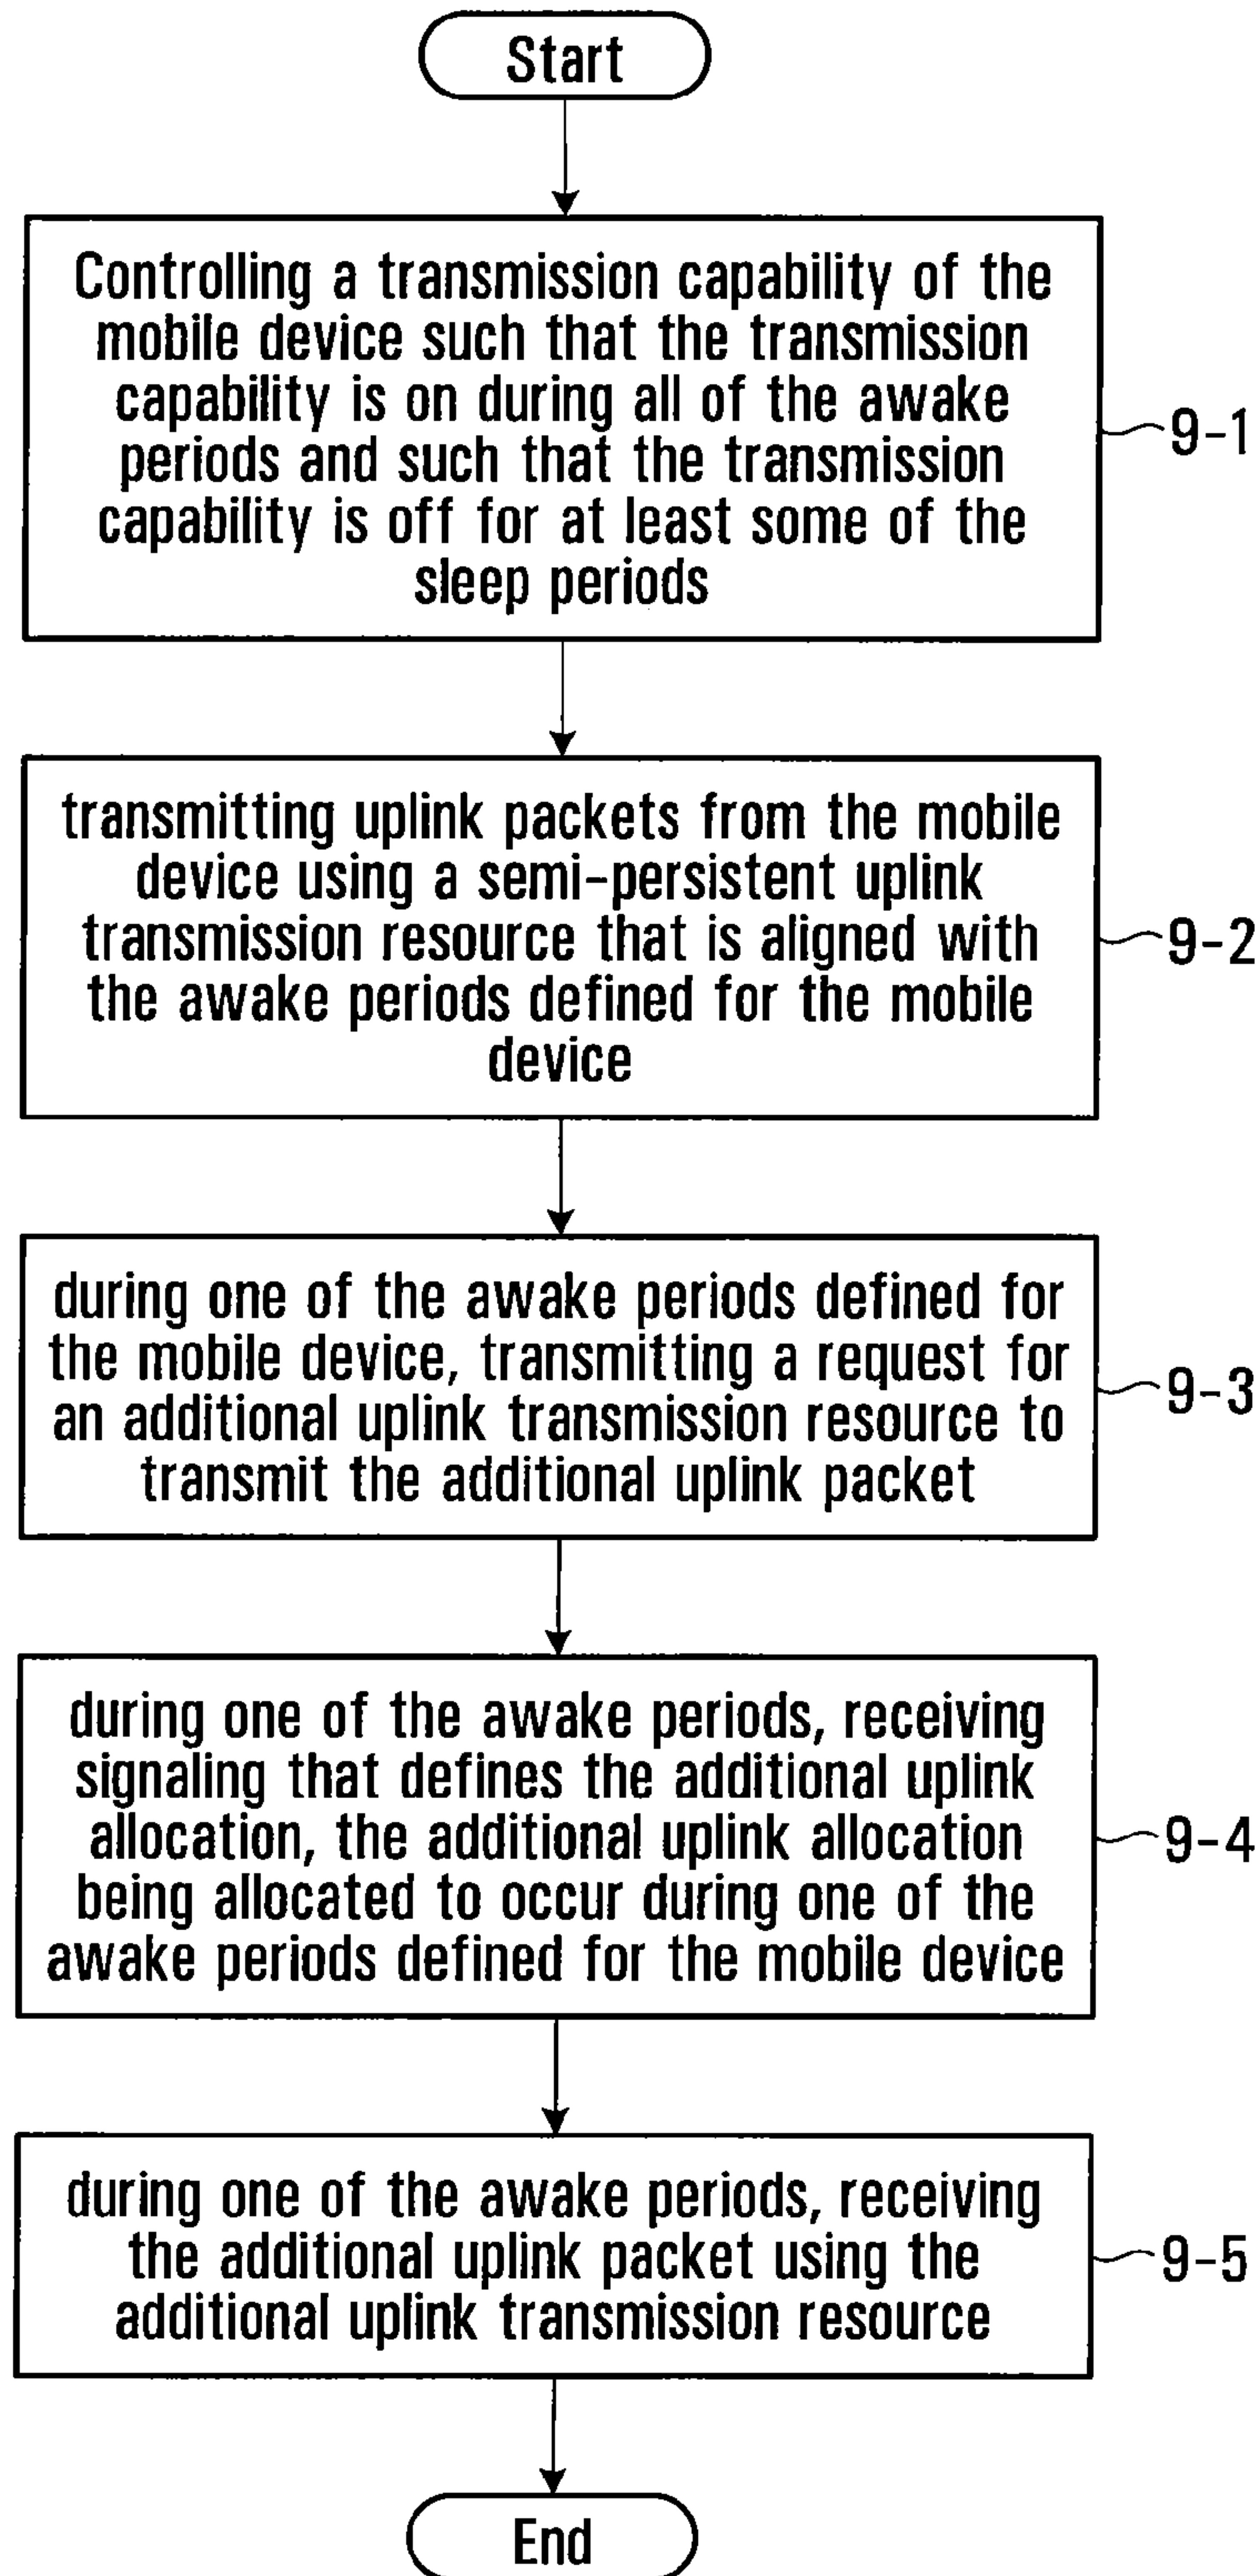 Start
Controlling a transmission capability of the
mobile device such that the transmission
capability is on during all of the awake
periods and such that the transmission
capability is off for at least some of the
sleep periods
9-1
transmitting uplink packets from the mobile
device using a semi-persistent uplink
transmission resource that is aligned with
the awake periods defined for the mobile
device
9-2
during one of the awake periods defined for
the mobile device, transmitting a request for
an additional uplink transmission resource to
transmit the additional uplink packet
9-3
during one of the awake periods, receiving
signaling that defines the additional uplink
allocation, the additional uplink allocation
being allocated to occur during one of the
awake periods defined for the mobile device
9-4
during one of the awake periods, receiving
the additional uplink packet using the
additional uplink transmission resource
9-5
End